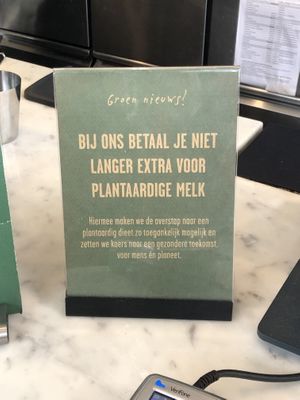 Groen nieuws!
BIJ ONS BETAAL JE NIET
LANGER EXTRA VOOR
PLANTAARDIGE MELK
Hiermee maken we de overstap naar een
plantaardig dieet zo toegankelijk mogelijk en
zetten we koers naar een gezondere toekomst,
voor mens én planeet.
Verifone